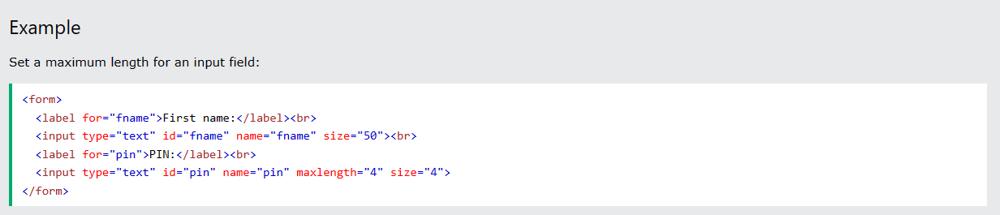 Example
Set a maximum length for an input field:
<form>
  <label for="fname">First name:</label><br>
  <input type="text" id="fname" name="fname" size="50"><br>
  <label for="pin">PIN:</label><br>
  <input type="text" id="pin" name="pin" maxlength="4" size="4">
</form>